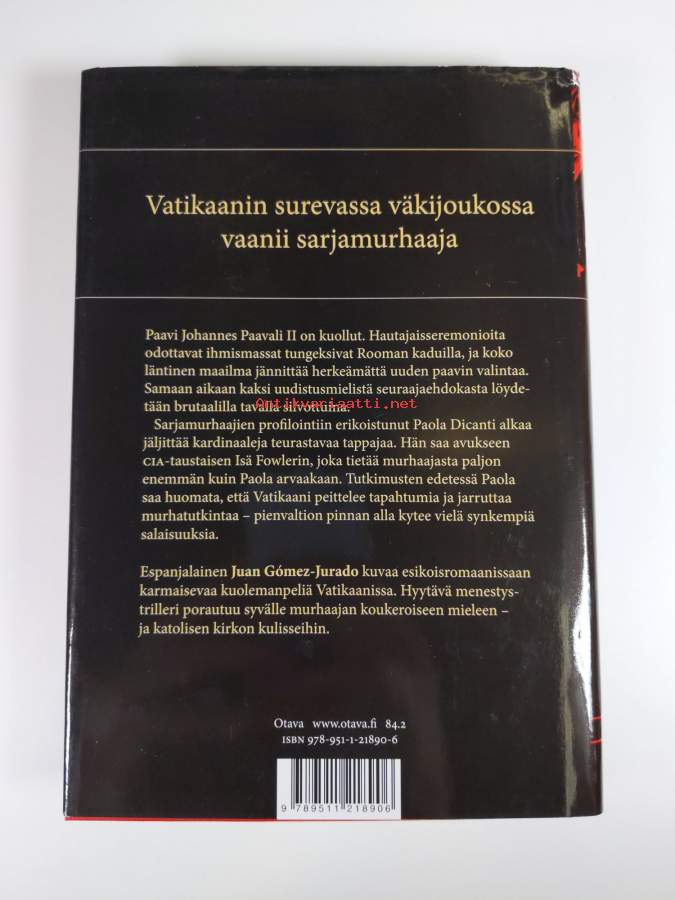 Vatikaanin surevassa väkijoukossa
vaanii sarjamurhaaja
Paavi Johannes Paavali II on kuollut. Hautajaisseremonioita
odottavat ihmismassat tungeksivat Rooman kaduilla, ja koko
läntinen maailma jännittää herkeämättä uuden paavin valintaa.
Samaan aikaan kaksi uudistusmielistä seuraajaehdokasta löyde-
tään brutaalilla tavalla silvottuina.
Antikvariaatti.net
Sarjamurhaajien profilointiin erikoistunut Paola Dicanti alkaa
jäljittää kardinaaleja teurastavaa tappajaa. Hän saa avukseen
CIA-taustaisen Isä Fowlerin, joka tietää murhaajasta paljon
enemmän kuin Paola arvaakaan. Tutkimusten edetessä Paola
saa huomata, että Vatikaani peittelee tapahtumia ja jarruttaa
murhatutkintaa – pienvaltion pinnan alla kytee vielä synkempiä
salaisuuksia.
Espanjalainen Juan Gómez-Jurado kuvaa esikoisromaanissaan
karmaisevaa kuolemanpeliä Vatikaanissa. Hyytävä menestys-
trilleri porautuu syvälle murhaajan koukeroiseen mieleen –
ja katolisen kirkon kulisseihin.
Otava www.otava.fi 84.2
ISBN 978-951-1-21890-6
9 789511 218906